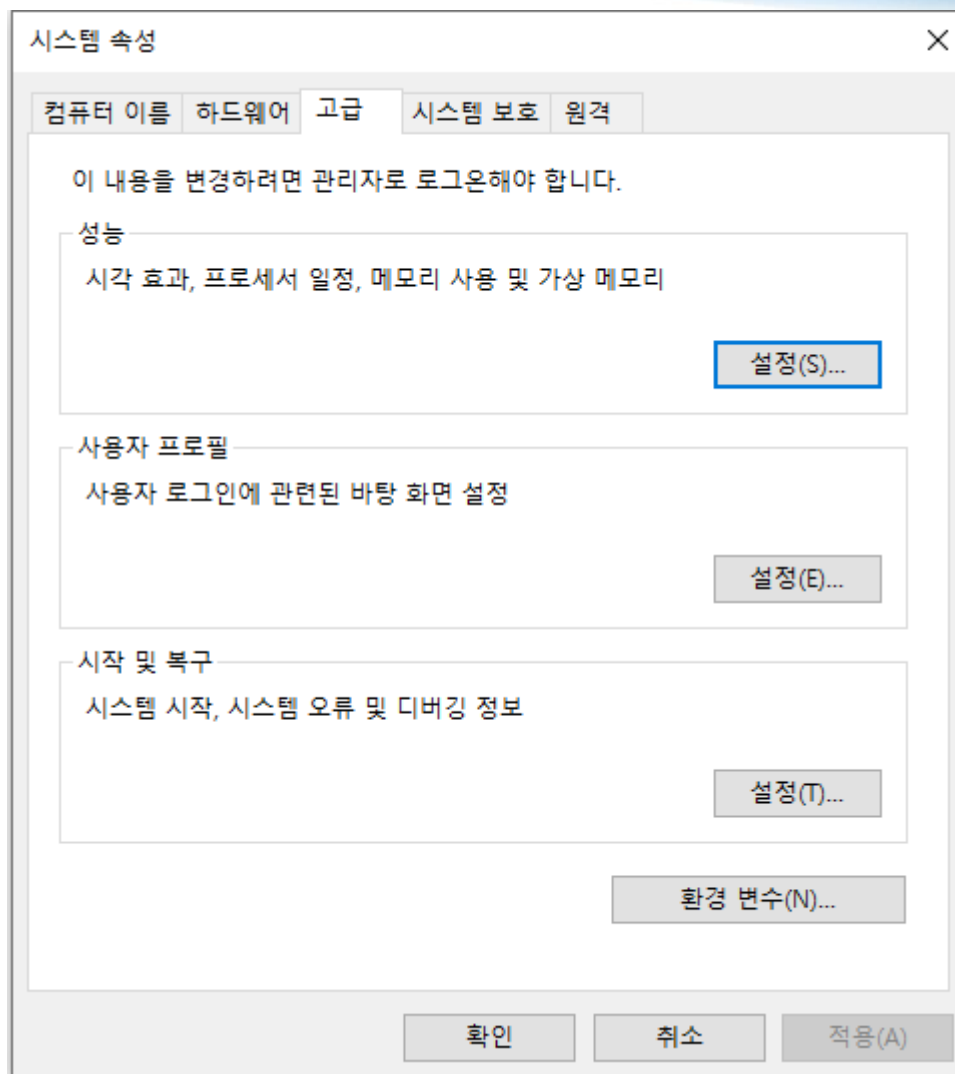 시스템 속성
컴퓨터 이름 하드웨어 고급 시스템 보호 원격
이 내용을 변경하려면 관리자로 로그온해야 합니다.
성능
시각 효과, 프로세서 일정, 메모리 사용 및 가상 메모리
설정(S)...
사용자 프로필
사용자 로그인에 관련된 바탕 화면 설정
설정(E)...
시작 및 복구
시스템 시작, 시스템 오류 및 디버깅 정보
설정(T)...
환경 변수(N)...
확인 취소 적용(A)